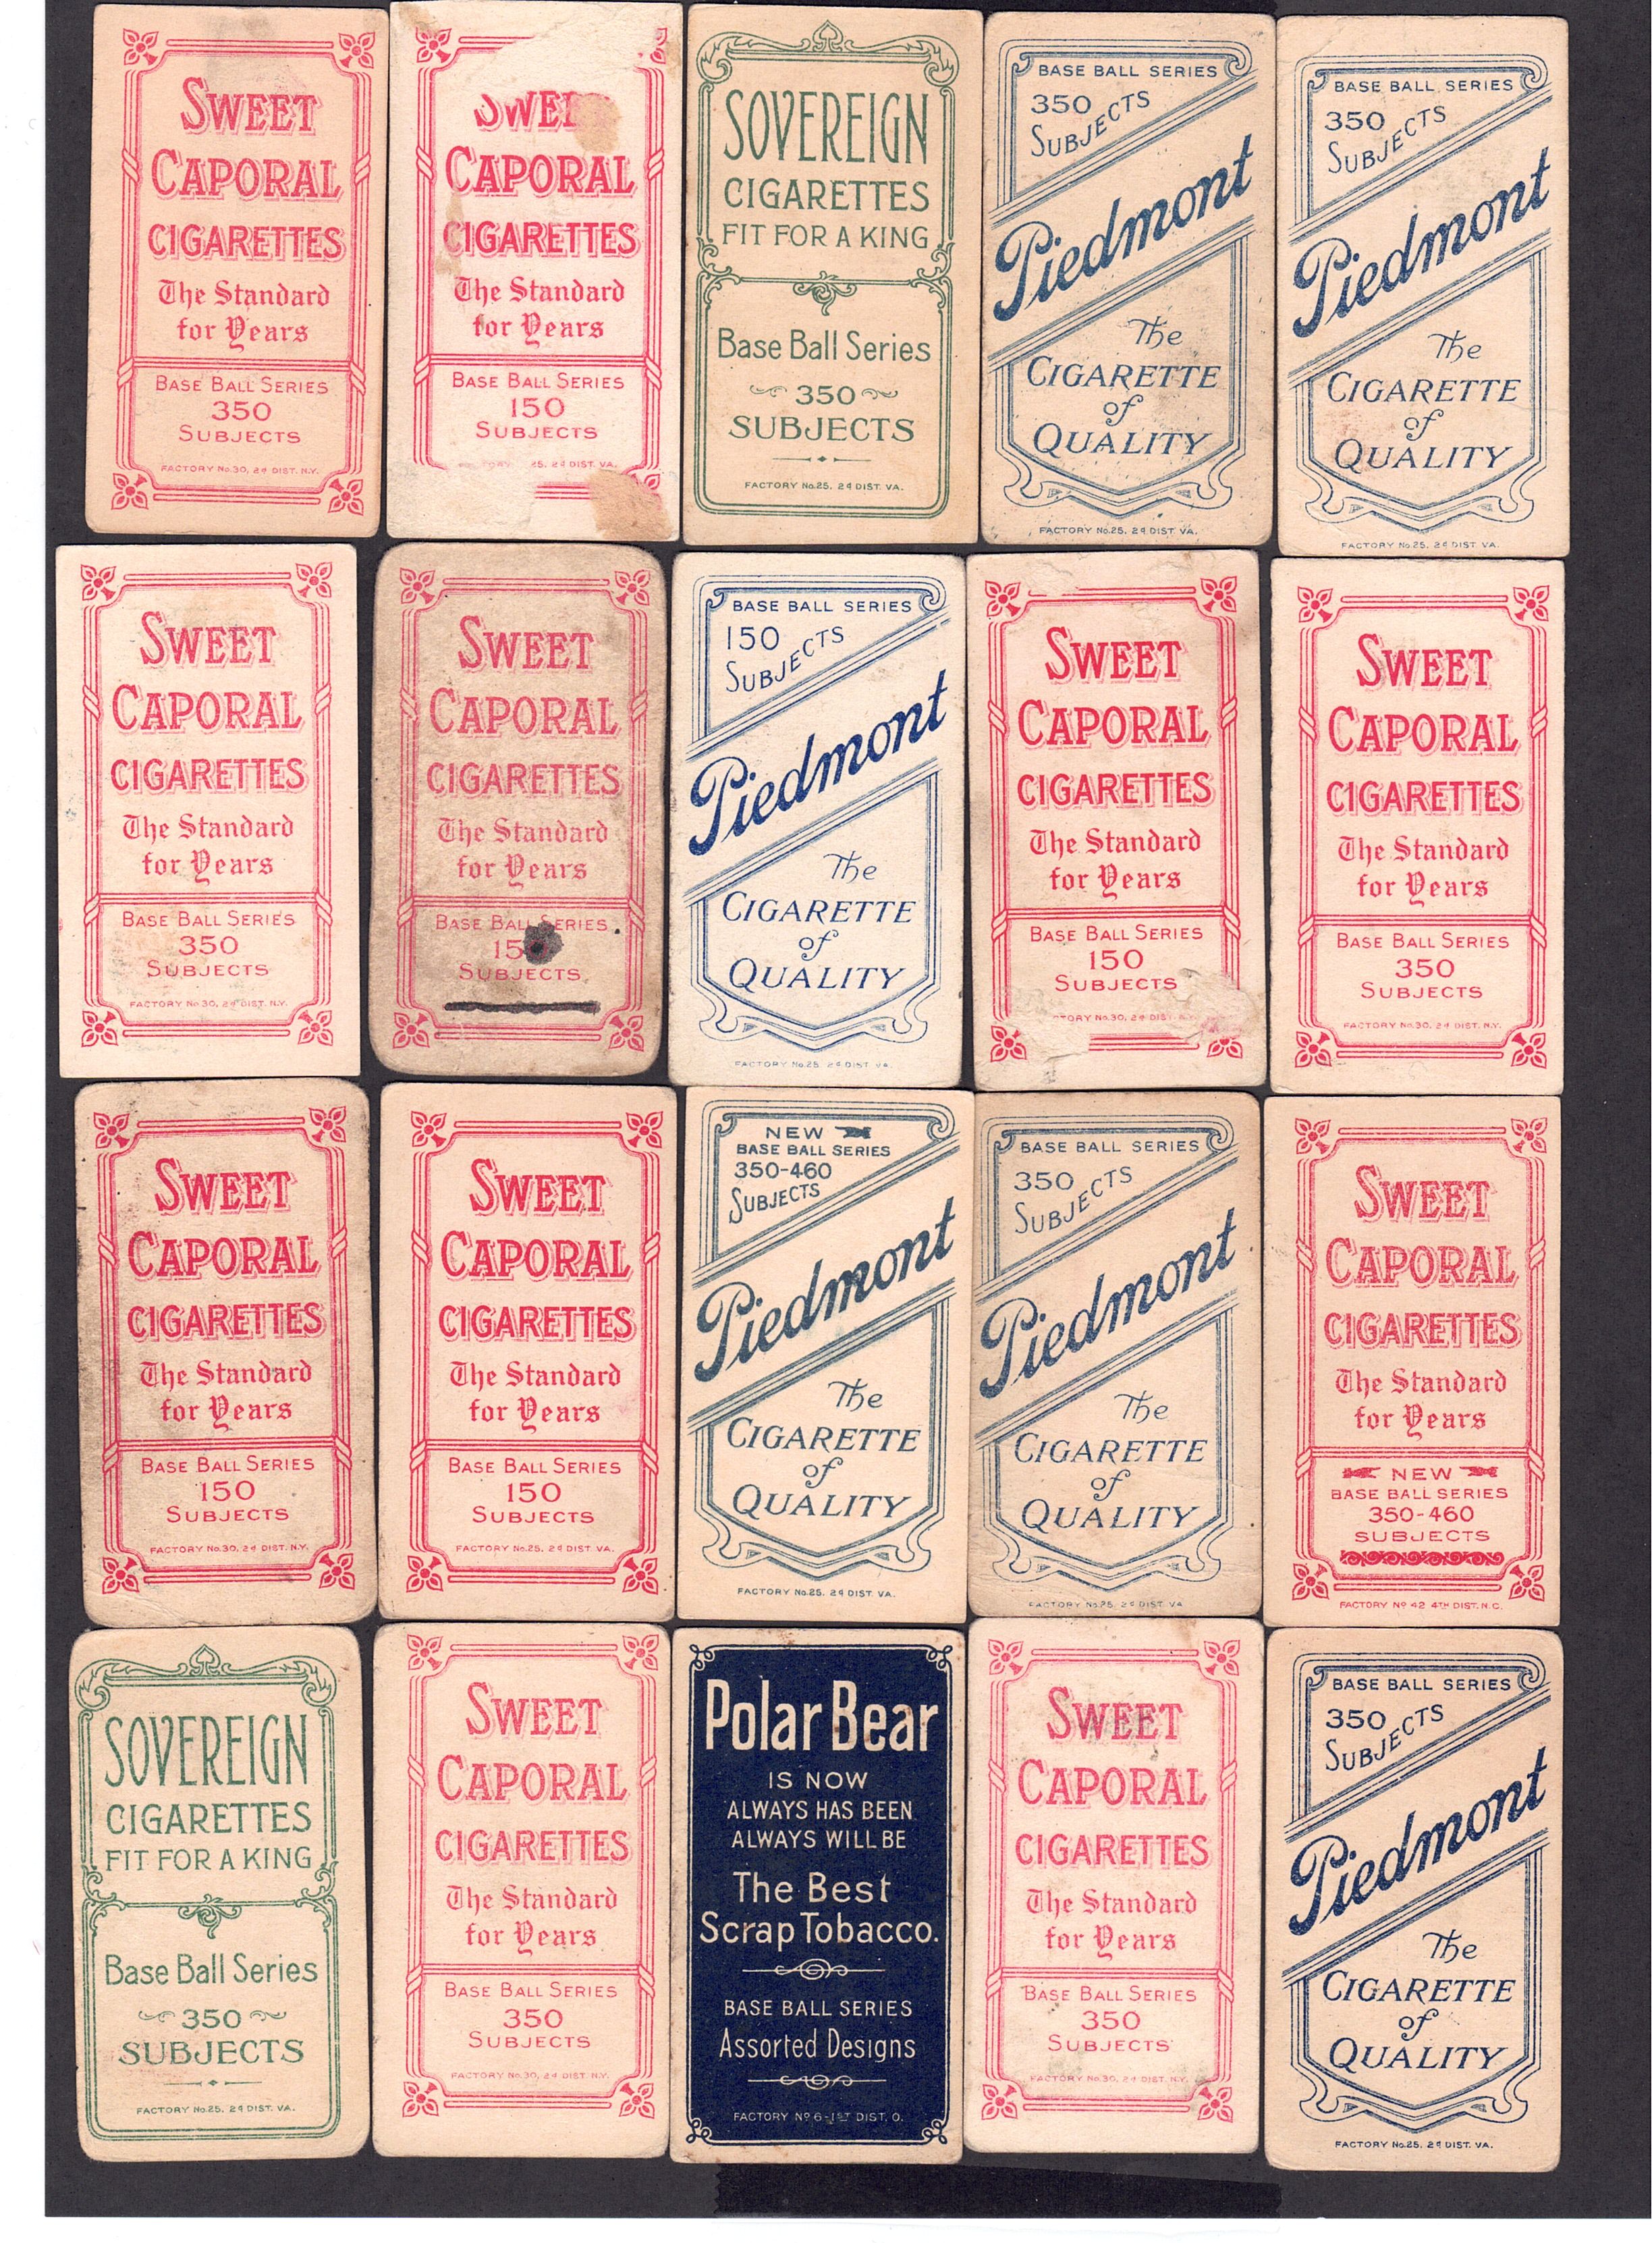 SWEET
CAPORAL
CIGARETTES
The Standard
for Years
BASE BALL SERIES
350
SUBJECTS
FACTORY No.30, 2d DIST. N.Y.
SWEE
CAPORAL
CIGARETTES
The Standard
for Years
BASE BALL SERIES
150
SUBJECTS
25, 2d DIST. VA.
SOVEREIGN
CIGARETTES
FIT FOR A KING
Base Ball Series
350
SUBJECTS
FACTORY No.25. 2d DIST. VA.
BASE BALL SERIES
350
SUBJECTS
Piedmont
The
CIGARETTE
of
QUALITY
FACTORY No.25. 2d DIST. VA.
BASE BALL SERIES
350
SUBJECTS
Piedmont
The
CIGARETTE
of
QUALITY
FACTORY No.25. 2d DIST. VA.
SWEET
CAPORAL
CIGARETTES
The Standard
for Years
BASE BALL SERIES
350
SUBJECTS
FACTORY No.30, 2d DIST. N.Y.
SWEET
CAPORAL
CIGARETTES
The Standard
for Years
BASE BALL SERIES
150
SUBJECTS
BASE BALL SERIES
150
SUBJECTS
Piedmont
The
CIGARETTE
of
QUALITY
FACTORY No.25. 2d DIST. VA.
SWEET
CAPORAL
CIGARETTES
The Standard
for Years
BASE BALL SERIES
150
SUBJECTS
TORY No.30, 2d DIS
SWEET
CAPORAL
CIGARETTES
The Standard
for Years
BASE BALL SERIES
350
SUBJECTS
FACTORY No.30, 2d DIST. N.Y.
SWEET
CAPORAL
CIGARETTES
The Standard
for Years
BASE BALL SERIES
150
SUBJECTS
FACTORY No.30, 2d DIST. N.Y.
SWEET
CAPORAL
CIGARETTES
The Standard
for Years
BASE BALL SERIES
150
SUBJECTS
FACTORY No.25, 2d DIST. VA.
NEW
BASE BALL SERIES
350-460
SUBJECTS
Piedmont
The
CIGARETTE
of
QUALITY
FACTORY No.25. 2d DIST. VA.
BASE BALL SERIES
350
SUBJECTS
Piedmont
The
CIGARETTE
of
QUALITY
FACTORY No.25. 2d DIST. VA
SWEET
CAPORAL
CIGARETTES
The Standard
for Years
NEW
BASE BALL SERIES
350-460
SUBJECTS
FACTORY No 42 4TH DIST. N.C.
SOVEREIGN
CIGARETTES
FIT FOR A KING
Base Ball Series
350
SUBJECTS
FACTORY No.25. 2d DIST. VA.
SWEET
CAPORAL
CIGARETTES
The Standard
for Years
BASE BALL SERIES
350
SUBJECTS
FACTORY No.30, 2d DIST. N.Y.
Polar Bear
IS NOW
ALWAYS HAS BEEN
ALWAYS WILL BE
The Best
Scrap Tobacco.
BASE BALL SERIES
Assorted Designs
FACTORY No 6-1ST DIST. O.
SWEET
CAPORAL
CIGARETTES
The Standard
for Years
BASE BALL SERIES
350
SUBJECTS
FACTORY No.30, 2d DIST. N.Y.
BASE BALL SERIES
350
SUBJECTS
Piedmont
The
CIGARETTE
of
QUALITY
FACTORY No.25. 2d DIST. VA.